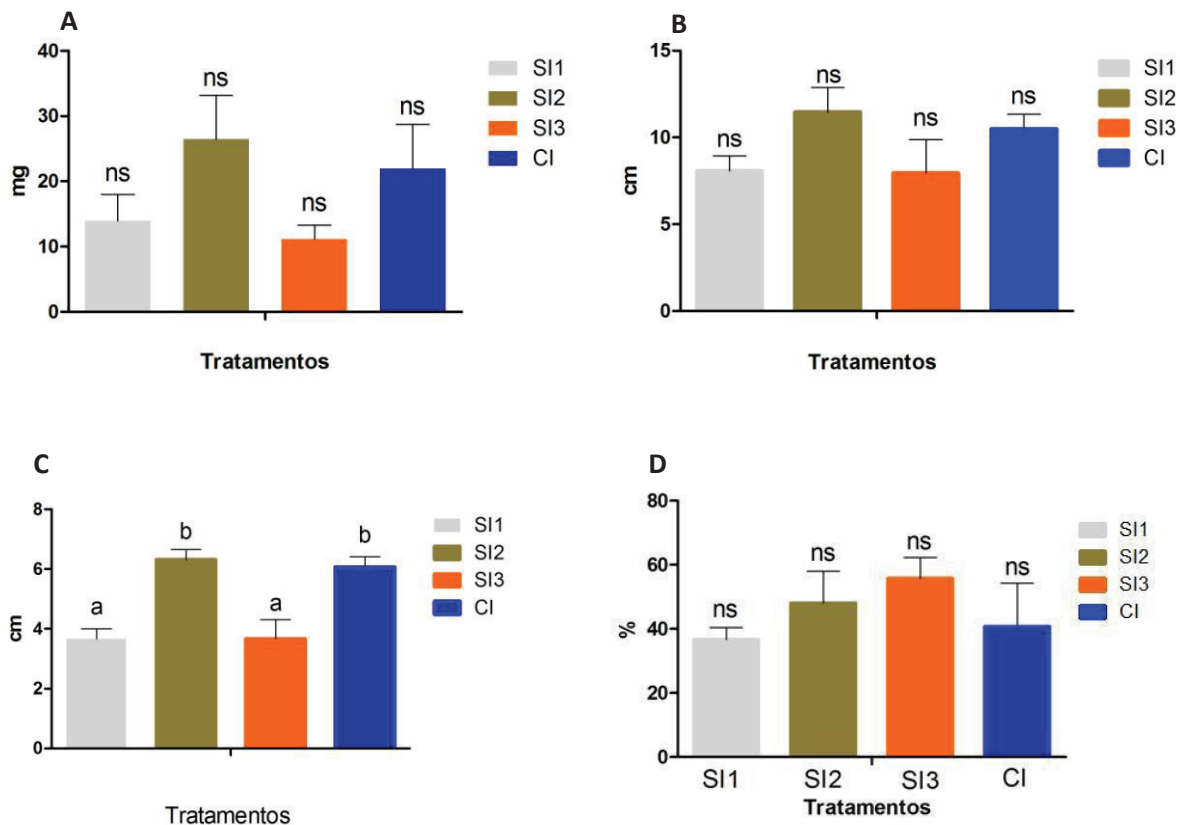 A
40
30
20
10
0
mg
ns
ns
ns
ns
SI1
SI2
SI3
CI
Tratamentos
B
15
10
5
0
cm
ns
ns
ns
ns
SI1
SI2
SI3
CI
Tratamentos
C
8
6
4
2
0
cm
a
b
a
b
SI1
SI2
SI3
CI
Tratamentos
D
80
60
40
20
0
%
ns
ns
ns
ns
SI1
SI2
SI3
CI
SI1 SI2 SI3 CI
Tratamentos